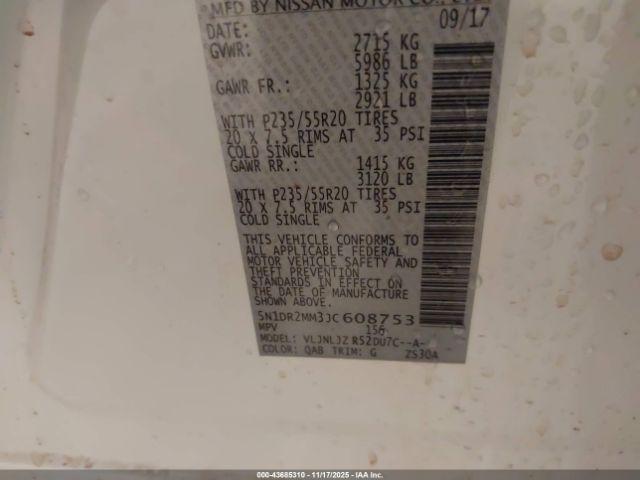 MFD BY NISSAN MOTOR CO., LTD.
DATE: 09/17
GVWR: 2715 KG
5986 LB
GAWR FR.: 1325 KG
2921 LB
WITH P235/55R20 TIRES
20 X 7.5 RIMS AT 35 PSI
COLD SINGLE
GAWR RR.: 1415 KG
3120 LB
WITH P235/55R20 TIRES
20 X 7.5 RIMS AT 35 PSI
COLD SINGLE
THIS VEHICLE CONFORMS TO
ALL APPLICABLE FEDERAL
MOTOR VEHICLE SAFETY AND
THEFT PREVENTION
STANDARDS IN EFFECT ON
THE DATE OF MANUFACTURE
SHOWN ABOVE.
5N1DR2MM3JC608753
MPV 156
MODEL: VLJNLJZ R52DU7C--A-
COLOR: QAB TRIM: G ZS30A
000-43685310 - 11/17/2025 - IAAI.com